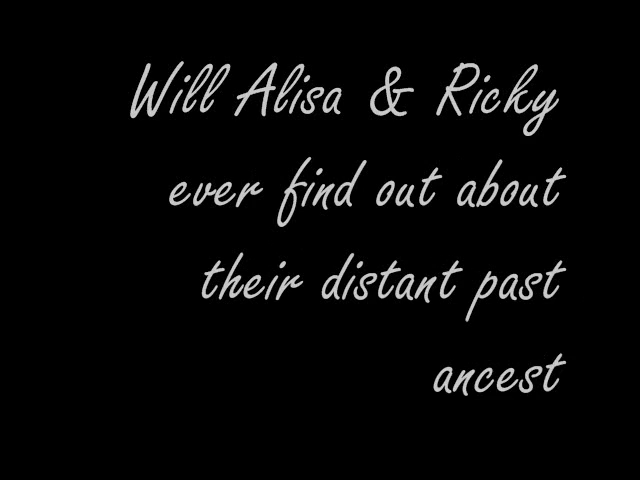 Will Alisa & Ricky
ever find out about
their distant past
ancest